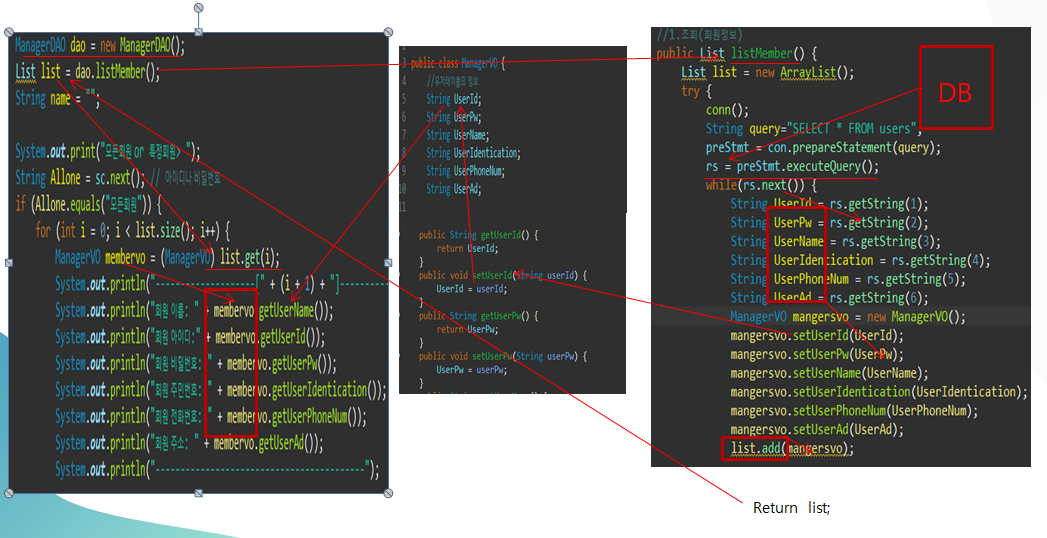 ManagerDAO dao = new ManagerDAO();
List list = dao.listMember();
String name = "";
System.out.print("모든회원 or 특정회원> ");
String Allone = sc.next(); // 아이디나 비밀번호
if (Allone.equals("모든회원")) {
for (int i = 0; i < list.size(); i++) {
ManagerVO membervo = (ManagerVO) list.get(i);
System.out.println("--------------------[" + (i + 1) + "]----------
System.out.println("회원 이름: " + membervo.getUserName());
System.out.println("회원 아이디:" + membervo.getUserId());
System.out.println("회원 비밀번호: " + membervo.getUserPw());
System.out.println("회원 주민번호: " + membervo.getUserIdentication());
System.out.println("회원 전화번호: " + membervo.getUserPhoneNum());
System.out.println("회원 주소: " + membervo.getUserAd());
System.out.println("-----------------------------------------");
3 public class ManagerVO {
4 //유저테이블의 정보
5 String UserId;
6 String UserPw;
7 String UserName;
8 String UserIdentication;
9 String UserPhoneNum;
10 String UserAd;
11
public String getUserId() {
return UserId;
}
public void setUserId(String userId) {
UserId = userId;
}
public String getUserPw() {
return UserPw;
}
public void setUserPw(String userPw) {
UserPw = userPw;
}
//1.조회(회원정보)
public List listMember() {
List list = new ArrayList();
try {
conn();
String query="SELECT * FROM users";
preStmt = con.prepareStatement(query);
rs = preStmt.executeQuery();
while(rs.next()) {
String UserId = rs.getString(1);
String UserPw = rs.getString(2);
String UserName = rs.getString(3);
String UserIdentication = rs.getString(4);
String UserPhoneNum = rs.getString(5);
String UserAd = rs.getString(6);
ManagerVO mangersvo = new ManagerVO();
mangersvo.setUserId(UserId);
mangersvo.setUserPw(UserPw);
mangersvo.setUserName(UserName);
mangersvo.setUserIdentication(UserIdentication);
mangersvo.setUserPhoneNum(UserPhoneNum);
mangersvo.setUserAd(UserAd);
list.add(mangersvo);
DB
Return list;